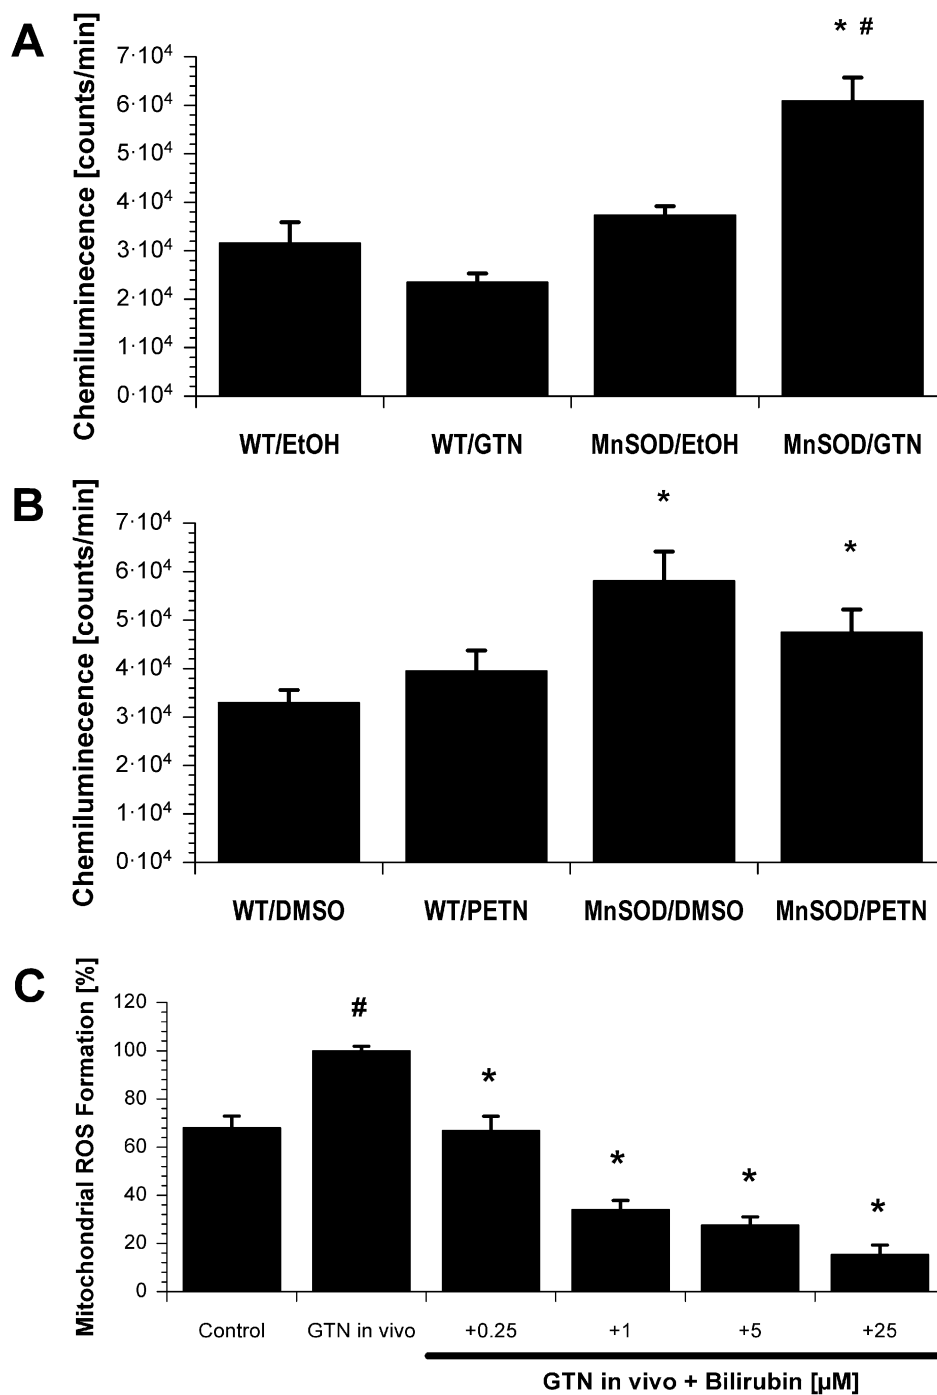 A
Chemiluminecence [counts/min]
* #
7·10⁴
6·10⁴
5·10⁴
4·10⁴
3·10⁴
2·10⁴
1·10⁴
0·10⁴
WT/EtOH WT/GTN MnSOD/EtOH MnSOD/GTN
B
Chemiluminecence [counts/min]
* *
7·10⁴
6·10⁴
5·10⁴
4·10⁴
3·10⁴
2·10⁴
1·10⁴
0·10⁴
WT/DMSO WT/PETN MnSOD/DMSO MnSOD/PETN
C
Mitochondrial ROS Formation [%]
# * * * *
120
100
80
60
40
20
0
Control GTN in vivo +0.25 +1 +5 +25
GTN in vivo + Bilirubin [µM]